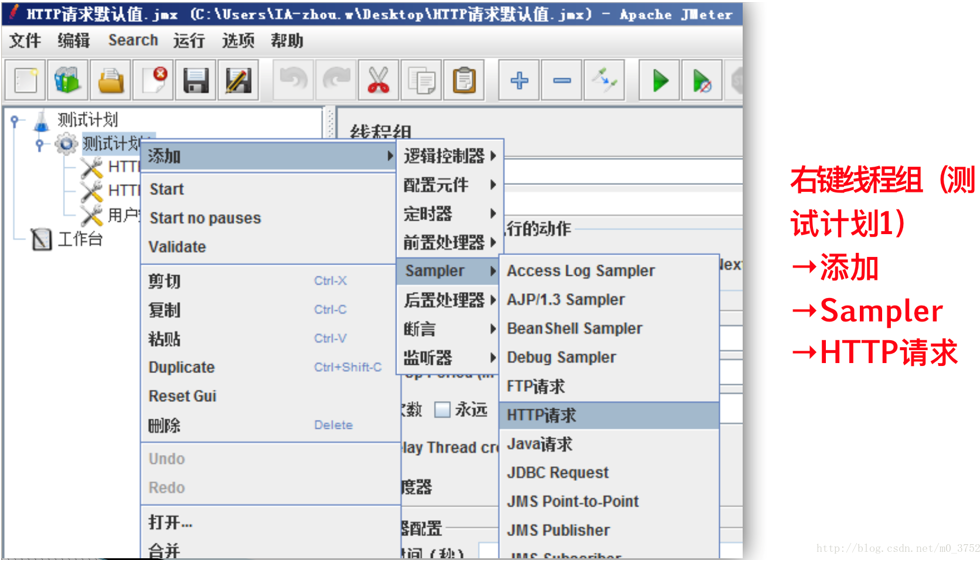 HTTP请求默认值.jmx (C:\Users\IA-zhou.w\Desktop\HTTP请求默认值.jmx) - Apache JMeter
文件 编辑 Search 运行 选项 帮助
测试计划
测试计划1
HTTP
HTTP
用户
工作台
线程组
添加
Start
Start no pauses
Validate
剪切 Ctrl-X
复制 Ctrl-C
粘贴 Ctrl-V
Duplicate Ctrl+Shift-C
Reset Gui
删除 Delete
Undo
Redo
打开...
合并
逻辑控制器
配置元件
定时器
前置处理器
Sampler
后置处理器
断言
监听器
Access Log Sampler
AJP/1.3 Sampler
BeanShell Sampler
Debug Sampler
FTP请求
HTTP请求
Java请求
JDBC Request
JMS Point-to-Point
JMS Publisher
JMS Subscriber
行的动作
Next
次数 永远
lay Thread cre
度器
器配置
时间（秒）
右键线程组（测
试计划1）
→添加
→Sampler
→HTTP请求
http://blog.csdn.net/m0_3752